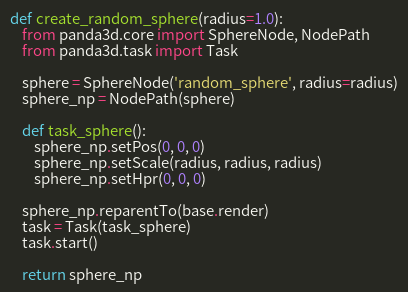 def create_random_sphere(radius=1.0):
from panda3d.core import SphereNode, NodePath
from panda3d.task import Task
sphere = SphereNode('random_sphere', radius=radius)
sphere_np = NodePath(sphere)
def task_sphere():
sphere_np.setPos(0, 0, 0)
sphere_np.setScale(radius, radius, radius)
sphere_np.setHpr(0, 0, 0)
sphere_np.reparentTo(base.render)
task = Task(task_sphere)
task.start()
return sphere_np